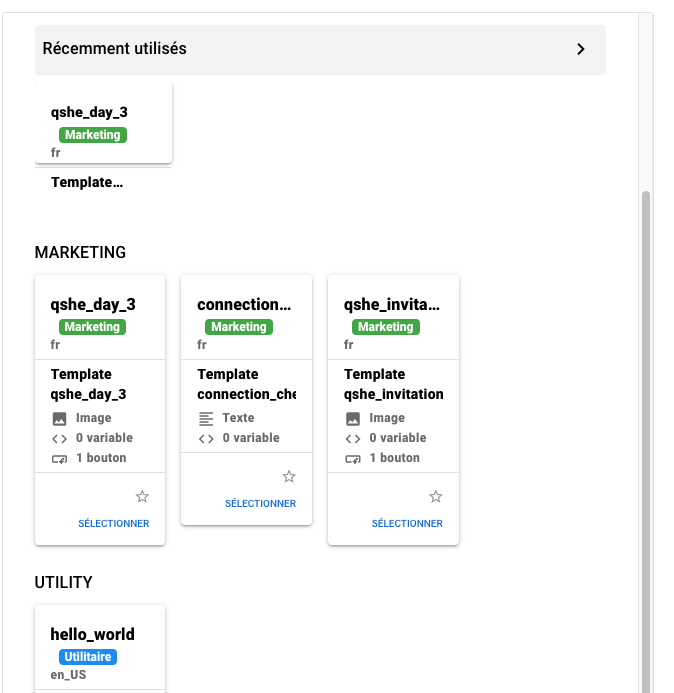 Récemment utilisés
qshe_day_3
Marketing
fr
Template…
MARKETING
qshe_day_3
Marketing
fr
Template
qshe_day_3
Image
0 variable
1 bouton
SÉLECTIONNER
connection…
Marketing
fr
Template
connection_che
Texte
0 variable
SÉLECTIONNER
qshe_invita…
Marketing
fr
Template
qshe_invitation
Image
0 variable
1 bouton
SÉLECTIONNER
UTILITY
hello_world
Utilitaire
en_US